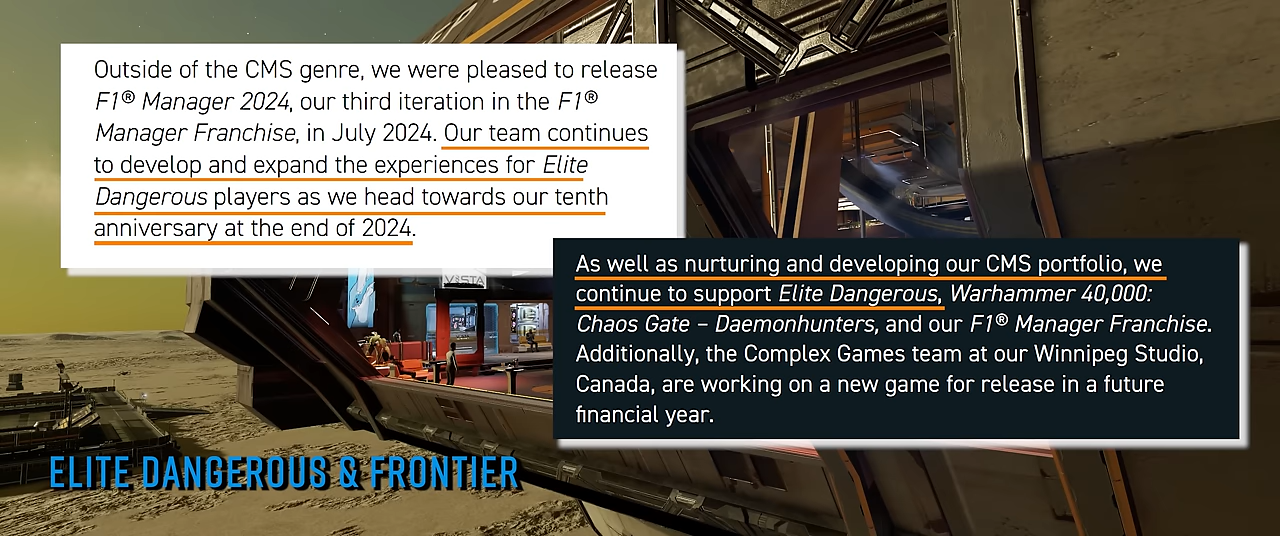 Outside of the CMS genre, we were pleased to release
F1® Manager 2024, our third iteration in the F1®
Manager Franchise, in July 2024. Our team continues
to develop and expand the experiences for Elite
Dangerous players as we head towards our tenth
anniversary at the end of 2024.
As well as nurturing and developing our CMS portfolio, we
continue to support Elite Dangerous, Warhammer 40,000:
Chaos Gate – Daemonhunters, and our F1® Manager Franchise.
Additionally, the Complex Games team at our Winnipeg Studio,
Canada, are working on a new game for release in a future
financial year.
VISTA
ELITE DANGEROUS & FRONTIER